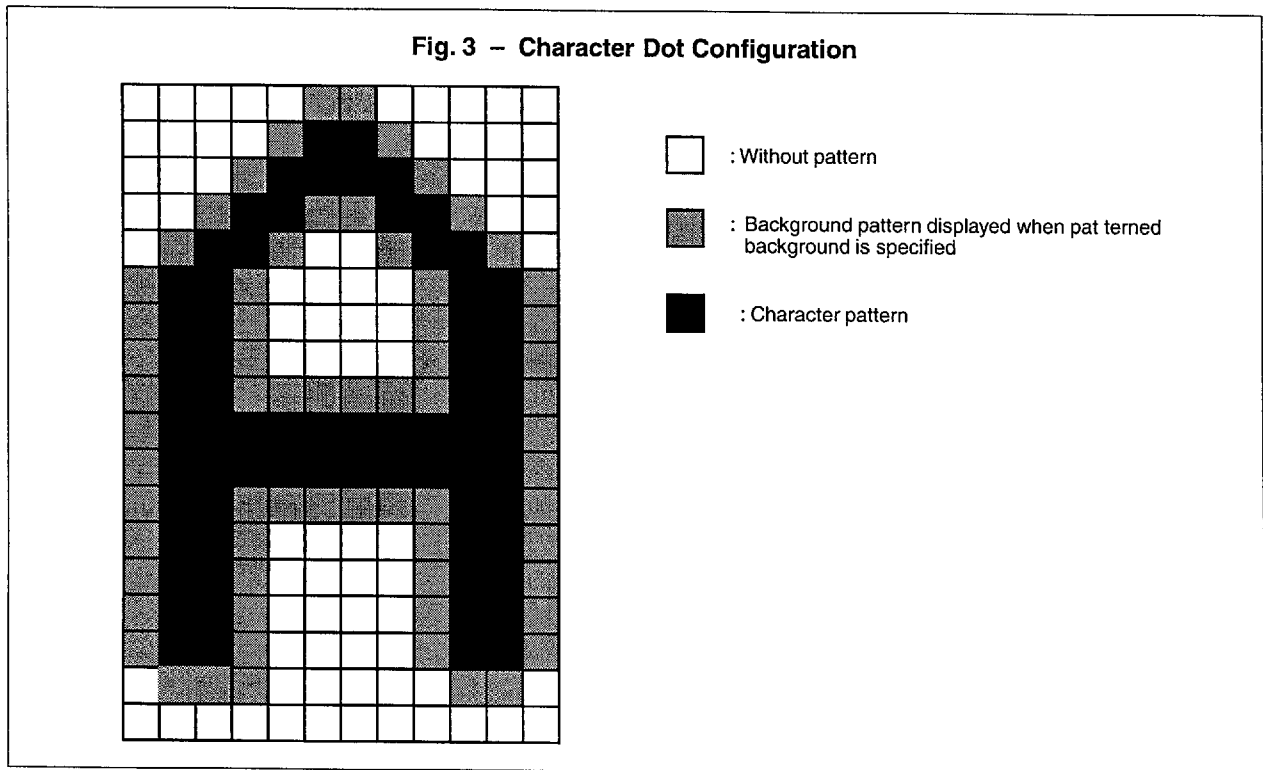 Fig. 3 – Character Dot Configuration
: Without pattern
: Background pattern displayed when pat terned
background is specified
: Character pattern